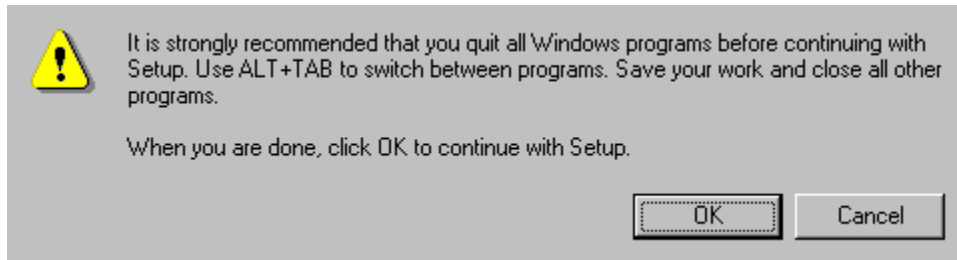 It is strongly recommended that you quit all Windows programs before continuing with
Setup. Use ALT+TAB to switch between programs. Save your work and close all other
programs.
When you are done, click OK to continue with Setup.
OK
Cancel